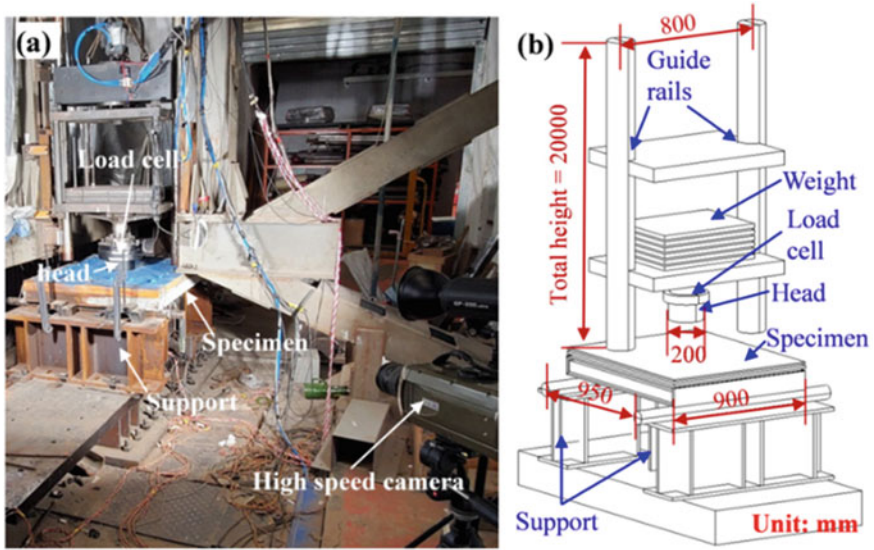 (a)
Load cell
head
Specimen
Support
High speed camera
(b)
800
Guide
rails
Total height = 20000
Weight
Load
cell
Head
200
Specimen
950
900
Support
Unit: mm